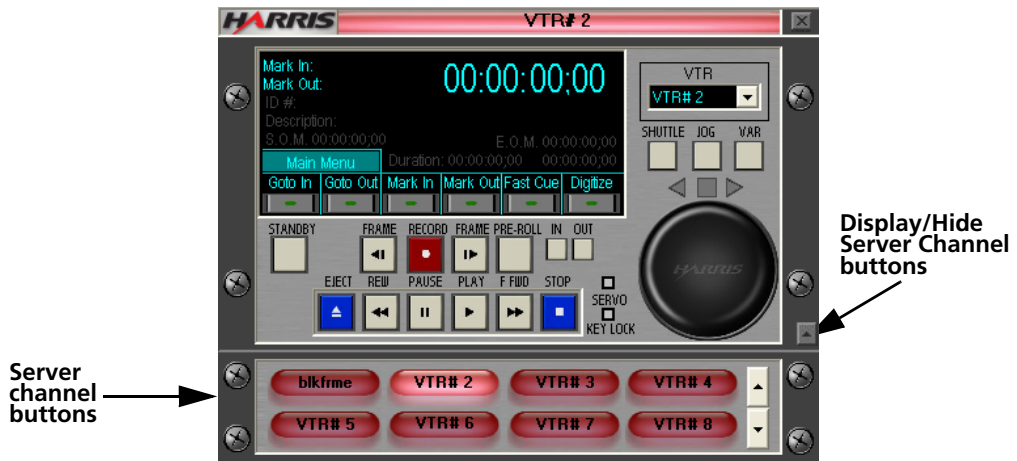 HARRIS
VTR# 2
Mark In:
Mark Out:
00:00:00;00
ID #:
Description:
S.O.M. 00:00:00;00
E.O.M. 00:00:00;00
Main Menu
Duration: 00:00:00;00 00:00:00;00
Goto In Goto Out Mark In Mark Out Fast Cue Digitize
VTR
VTR# 2
SHUTTLE JOG VAR
STANDBY FRAME RECORD FRAME PRE-ROLL IN OUT
HARRIS
EJECT REW PAUSE PLAY F FWD STOP
SERVO
KEY LOCK
Display/Hide
Server Channel
buttons
Server
channel
buttons
blkfrme VTR# 2 VTR# 3 VTR# 4
VTR# 5 VTR# 6 VTR# 7 VTR# 8